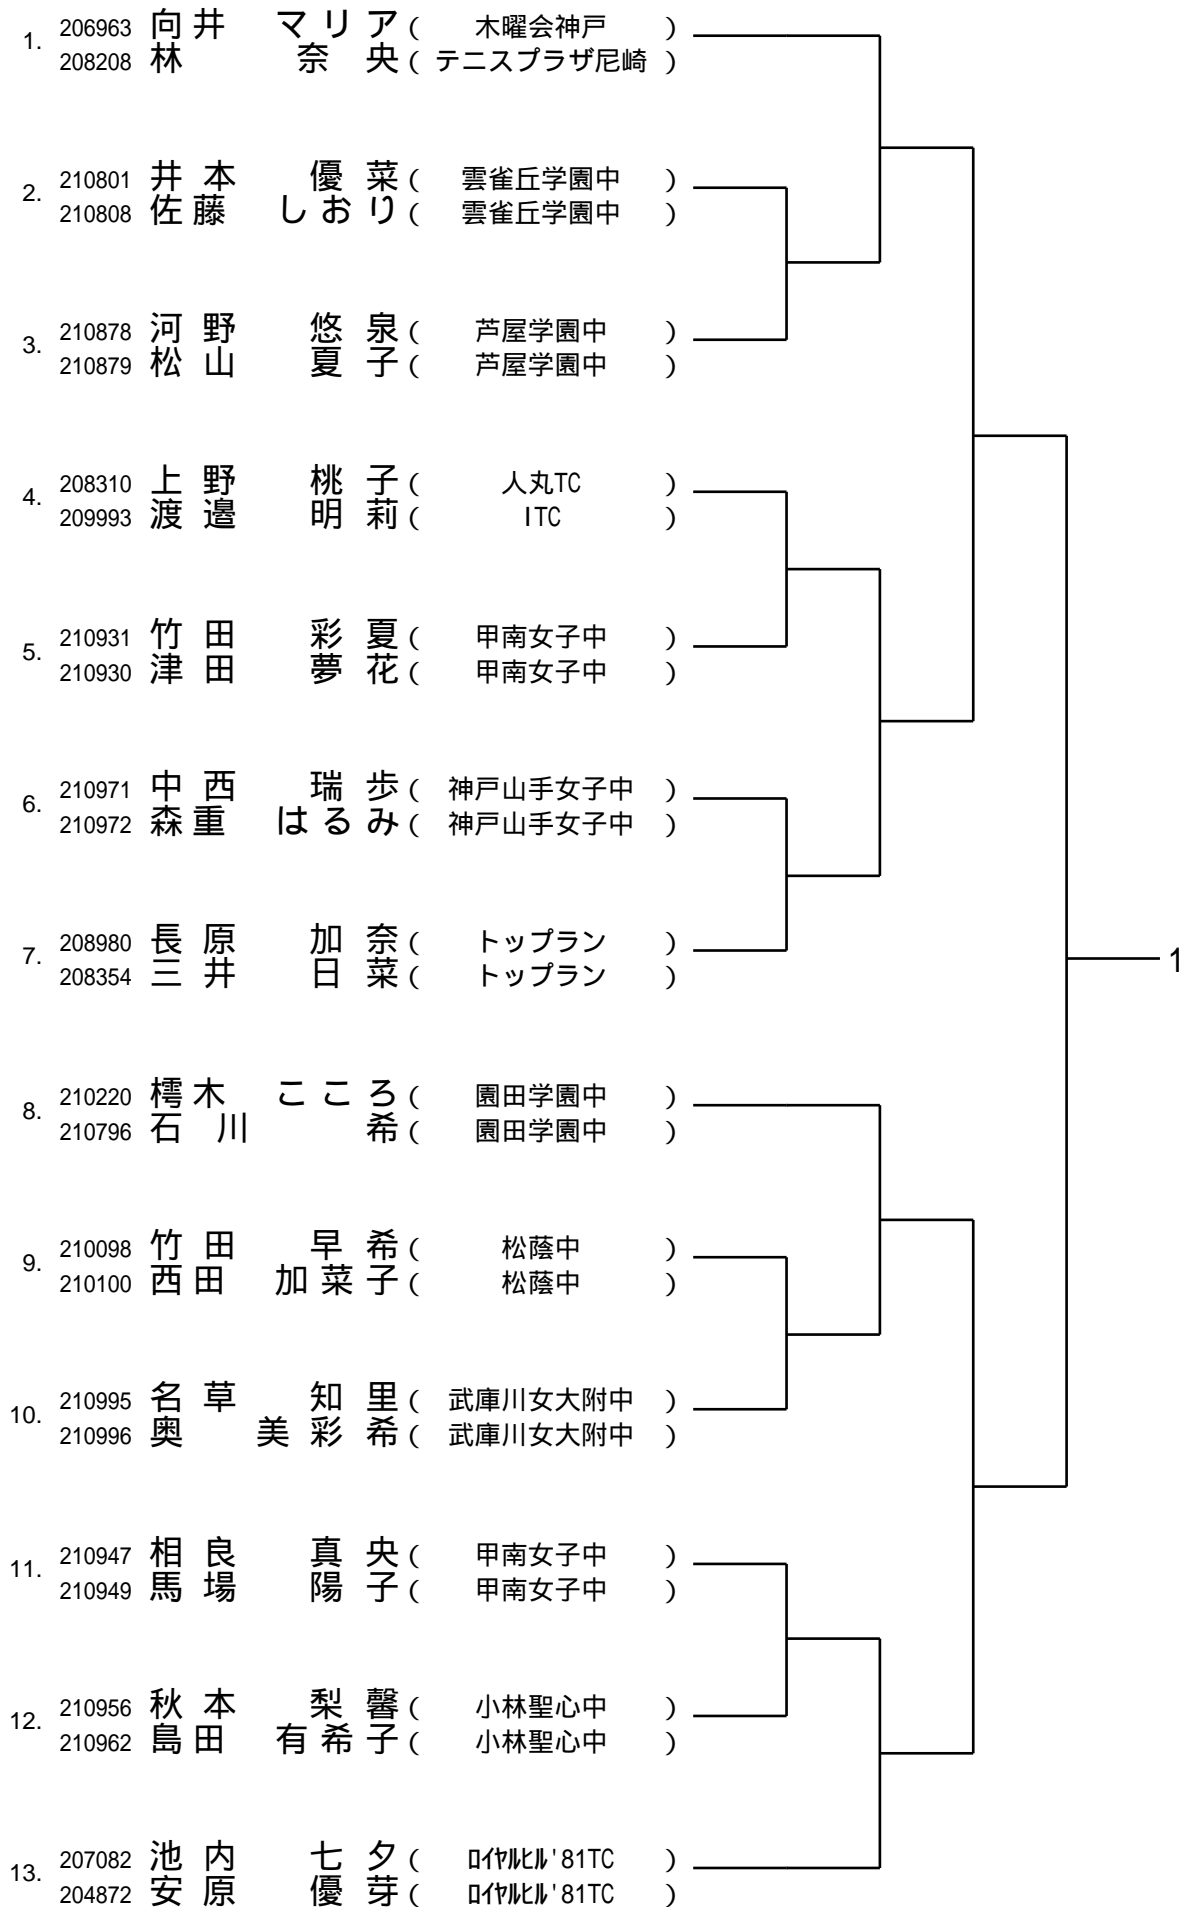 1. 206963 向井 マリア ( 木曜会神戸 )
208208 林 奈央 ( テニスプラザ尼崎 )
2. 210801 井本 優菜 ( 雲雀丘学園中 )
210808 佐藤 しおり ( 雲雀丘学園中 )
3. 210878 河野 悠泉 ( 芦屋学園中 )
210879 松山 夏子 ( 芦屋学園中 )
4. 208310 上野 桃子 ( 人丸TC )
209993 渡邉 明莉 ( ITC )
5. 210931 竹田 彩夏 ( 甲南女子中 )
210930 津田 夢花 ( 甲南女子中 )
6. 210971 中西 瑞歩 ( 神戸山手女子中 )
210972 森重 はるみ ( 神戸山手女子中 )
7. 208980 長原 加奈 ( トップラン )
208354 三井 日菜 ( トップラン )
1
8. 210220 樗木 こころ ( 園田学園中 )
210796 石川 希 ( 園田学園中 )
9. 210098 竹田 早希 ( 松蔭中 )
210100 西田 加菜子 ( 松蔭中 )
10. 210995 名草 知里 ( 武庫川女大附中 )
210996 奥 美彩希 ( 武庫川女大附中 )
11. 210947 相良 真央 ( 甲南女子中 )
210949 馬場 陽子 ( 甲南女子中 )
12. 210956 秋本 梨馨 ( 小林聖心中 )
210962 島田 有希子 ( 小林聖心中 )
13. 207082 池内 七夕 ( ﾛｲﾔﾙﾋﾙ'81TC )
204872 安原 優芽 ( ﾛｲﾔﾙﾋﾙ'81TC )